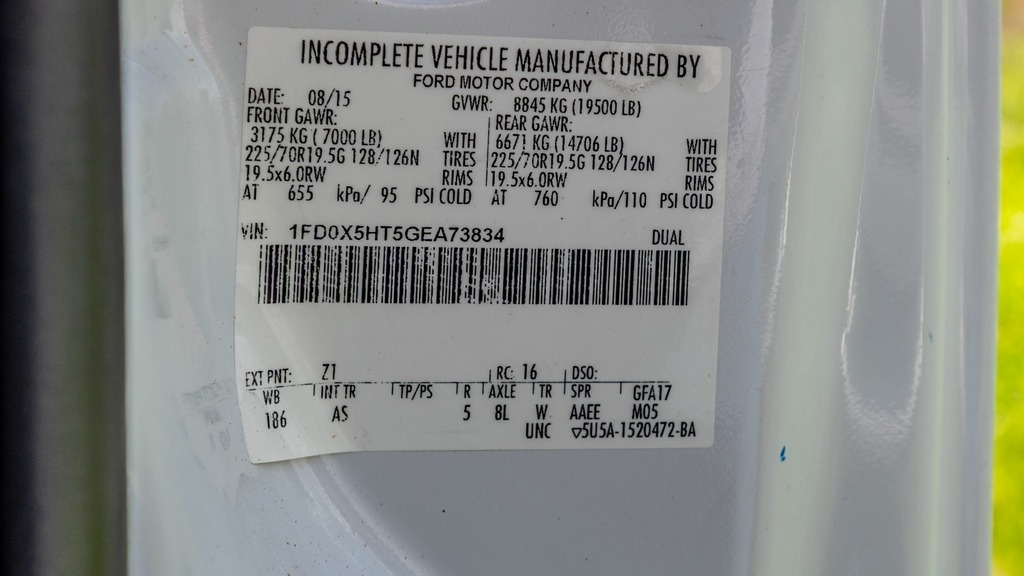 INCOMPLETE VEHICLE MANUFACTURED BY
FORD MOTOR COMPANY
DATE: 08/15 GVWR: 8845 KG (19500 LB)
FRONT GAWR: REAR GAWR:
3175 KG ( 7000 LB) WITH 6671 KG (14706 LB) WITH
225/70R19.5G 128/126N TIRES 225/70R19.5G 128/126N TIRES
19.5x6.0RW RIMS 19.5x6.0RW RIMS
AT 655 kPa/ 95 PSI COLD AT 760 kPa/110 PSI COLD
VIN: 1FD0X5HT5GEA73834 DUAL
EXT PNT: Z1 RC: 16 DSO:
WB INT TR TP/PS R AXLE TR SPR GFA17
186 AS 5 8L W AAEE M05
UNC ▽5U5A-1520472-BA